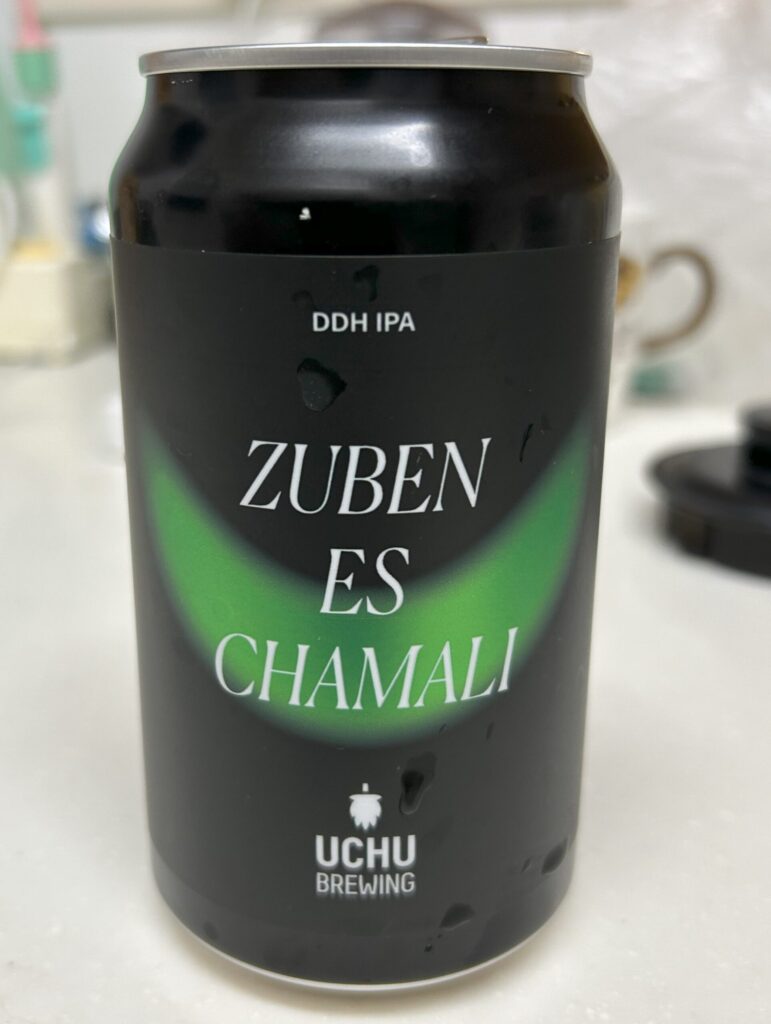 DDH IPA
ZUBEN
ES
CHAMALI
UCHU
BREWING